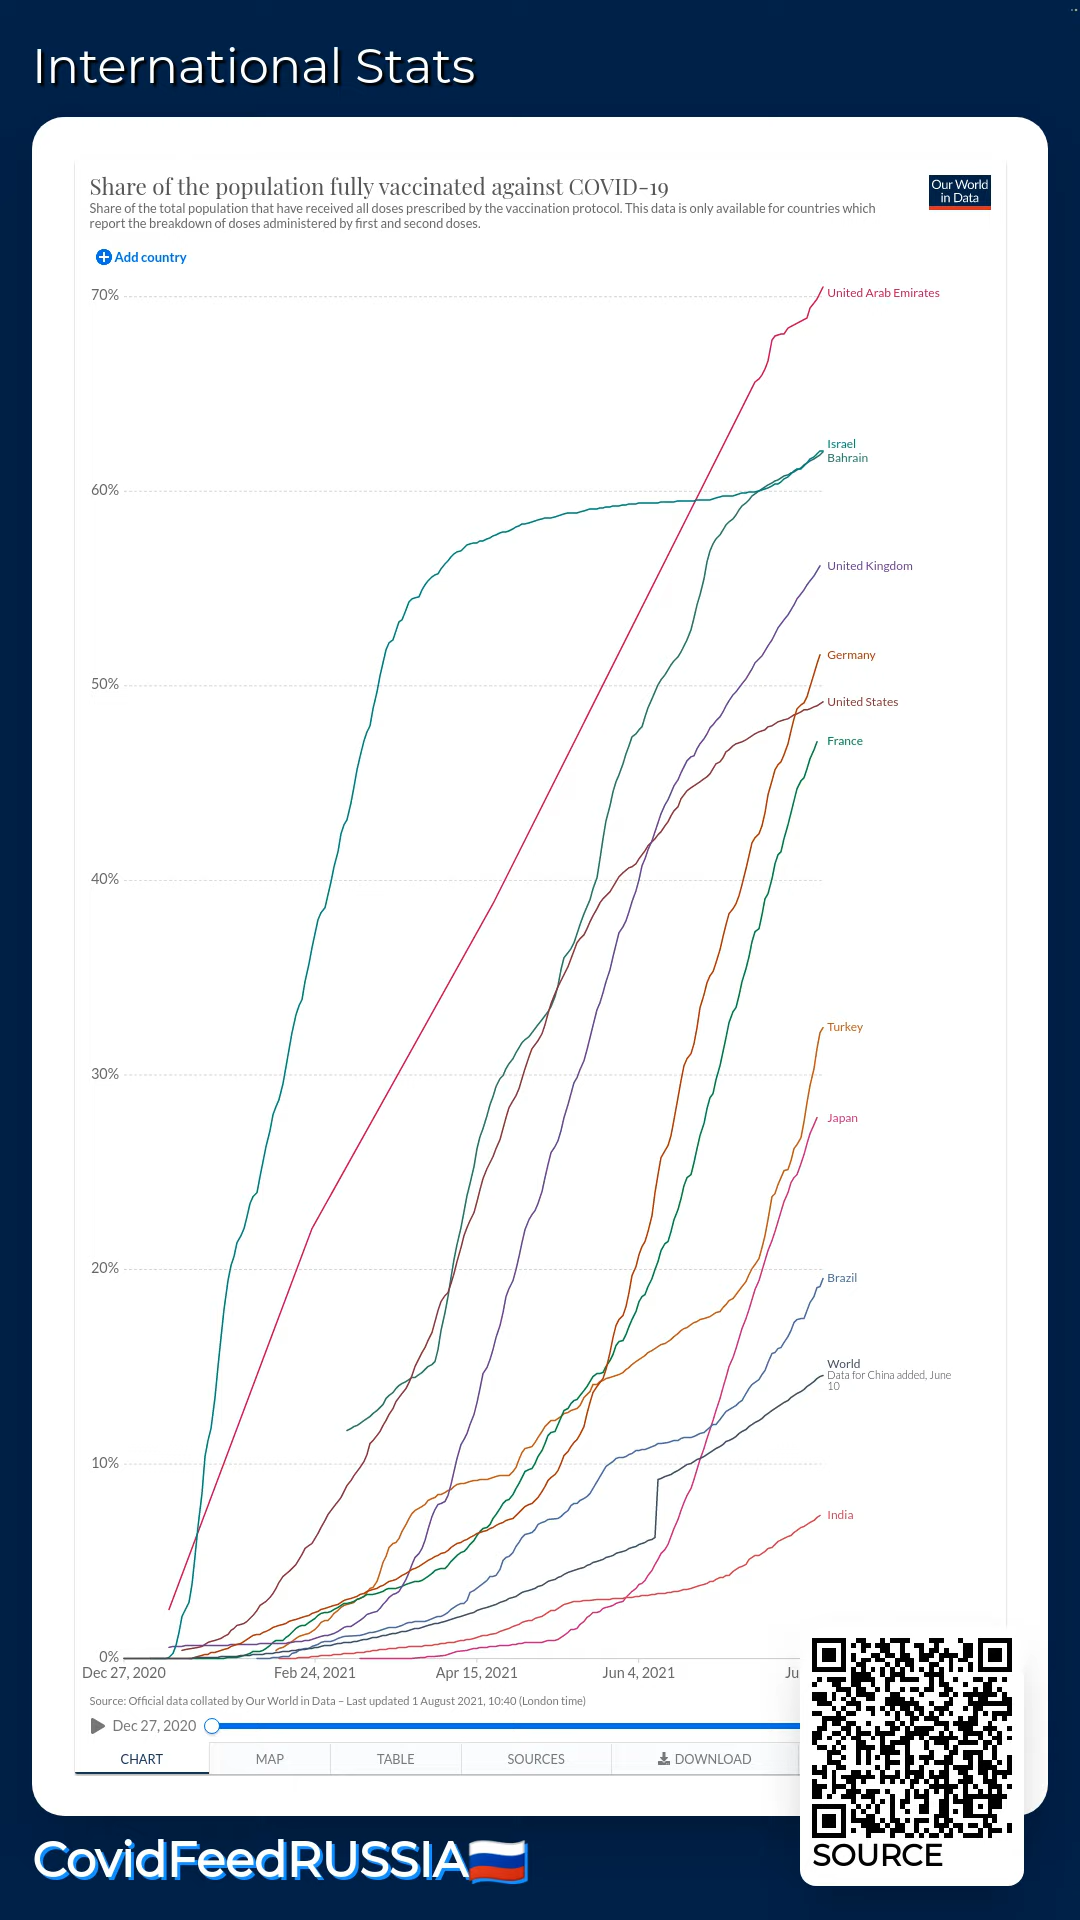 International Stats
Share of the population fully vaccinated against COVID-19
Our World
in Data
Share of the total population that have received all doses prescribed by the vaccination protocol. This data is only available for countries which
report the breakdown of doses administered by first and second doses.
Add country
70%
United Arab Emirates
Israel
Bahrain
60%
United Kingdom
Germany
50%
United States
France
40%
Turkey
30%
Japan
20%
Brazil
World
Data for China added, June
10
10%
India
0%
Dec 27, 2020
Feb 24, 2021
Apr 15, 2021
Jun 4, 2021
Ju
Source: Official data collated by Our World in Data – Last updated 1 August 2021, 10:40 (London time)
Dec 27, 2020
CHART
MAP
TABLE
SOURCES
DOWNLOAD
SOURCE
CovidFeedRUSSIA